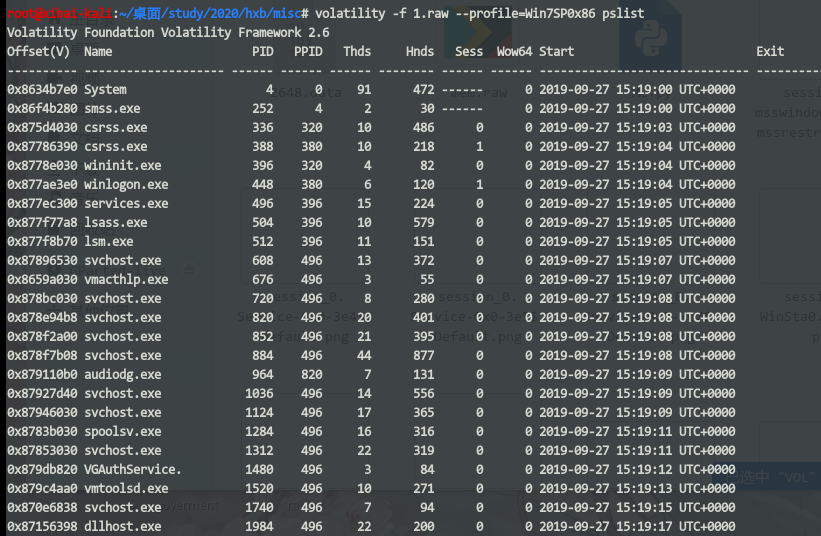 root@mibai-kali:~/桌面/study/2020/hxb/misc# volatility -f 1.raw --profile=Win7SP0x86 pslist
Volatility Foundation Volatility Framework 2.6
Offset(V) Name PID PPID Thds Hnds Sess Wow64 Start Exit
0x8634b7e0 System 4 0 91 472 ------ 0 2019-09-27 15:19:00 UTC+0000
0x86f4b280 smss.exe 252 4 2 30 ------ 0 2019-09-27 15:19:00 UTC+0000
0x875d4030 csrss.exe 336 320 10 486 0 0 2019-09-27 15:19:03 UTC+0000
0x87786390 csrss.exe 388 380 10 218 1 0 2019-09-27 15:19:04 UTC+0000
0x8778e030 wininit.exe 396 320 4 82 0 0 2019-09-27 15:19:04 UTC+0000
0x877ae3c0 winlogon.exe 448 380 6 120 1 0 2019-09-27 15:19:04 UTC+0000
0x877ec300 services.exe 496 396 15 224 0 0 2019-09-27 15:19:05 UTC+0000
0x877f77a8 lsass.exe 504 396 10 579 0 0 2019-09-27 15:19:05 UTC+0000
0x877f8b70 lsm.exe 512 396 11 151 0 0 2019-09-27 15:19:05 UTC+0000
0x87896530 svchost.exe 608 496 13 372 0 0 2019-09-27 15:19:07 UTC+0000
0x8659a030 vmacthlp.exe 676 496 3 55 0 0 2019-09-27 15:19:07 UTC+0000
0x878bc030 svchost.exe 720 496 8 280 0 0 2019-09-27 15:19:08 UTC+0000
0x878e94b8 svchost.exe 820 496 20 401 0 0 2019-09-27 15:19:08 UTC+0000
0x878f2a00 svchost.exe 852 496 21 395 0 0 2019-09-27 15:19:08 UTC+0000
0x878f7b08 svchost.exe 884 496 44 877 0 0 2019-09-27 15:19:08 UTC+0000
0x879110b0 audiodg.exe 964 820 7 131 0 0 2019-09-27 15:19:09 UTC+0000
0x87927d40 svchost.exe 1036 496 14 556 0 0 2019-09-27 15:19:09 UTC+0000
0x87946030 svchost.exe 1124 496 17 365 0 0 2019-09-27 15:19:09 UTC+0000
0x8783b030 spoolsv.exe 1284 496 16 316 0 0 2019-09-27 15:19:11 UTC+0000
0x87853030 svchost.exe 1312 496 22 319 0 0 2019-09-27 15:19:11 UTC+0000
0x879db820 VGAuthService. 1480 496 3 84 0 0 2019-09-27 15:19:12 UTC+0000
0x879c4aa0 vmtoolsd.exe 1520 496 10 271 0 0 2019-09-27 15:19:13 UTC+0000
0x870e6838 svchost.exe 1740 496 7 94 0 0 2019-09-27 15:19:15 UTC+0000
0x87156398 dllhost.exe 1984 496 22 200 0 0 2019-09-27 15:19:17 UTC+0000